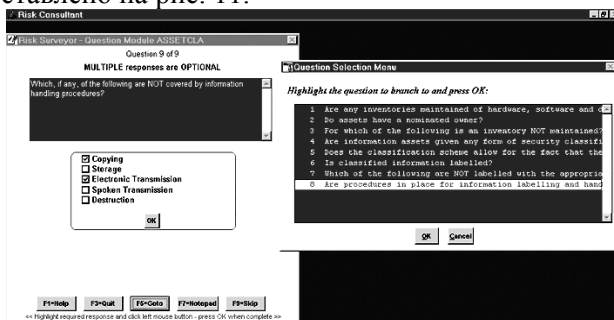 ставлено на рис. 11.
Risk Consultant
Risk Surveyor - Question Module ASSETCLA
Question 9 of 9
MULTIPLE responses are OPTIONAL
Which, if any, of the following are NOT covered by information
handling procedures?
Copying
Storage
Electronic Transmission
Spoken Transmission
Destruction
OK
F1=Help F3=Quit F6=Goto F7=Notepad F9=Skip
<< Highlight required response and click left mouse button - press OK when complete >>
Question Selection Menu
Highlight the question to branch to and press OK:
1 Are any inventories maintained of hardware, software and
2 Do assets have a nominated owner?
3 For which of the following is an inventory NOT maintained?
4 Are information assets given any form of security classifi
5 Does the classification scheme allow for the fact that the
6 Is classified information labelled?
7 Which of the following are NOT labelled with the appropria
8 Are procedures in place for information labelling and hand
OK Cancel